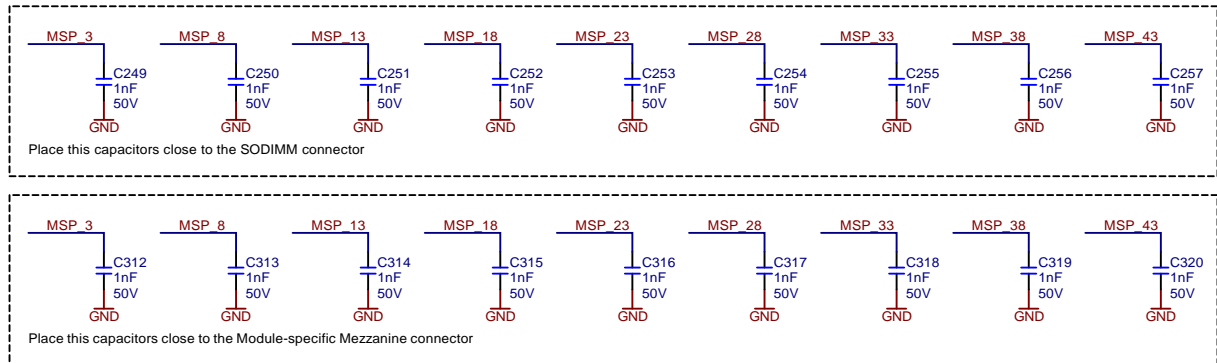 MSP_3 MSP_8 MSP_13 MSP_18 MSP_23 MSP_28 MSP_33 MSP_38 MSP_43
C249 C250 C251 C252 C253 C254 C255 C256 C257
1nF 1nF 1nF 1nF 1nF 1nF 1nF 1nF 1nF
50V 50V 50V 50V 50V 50V 50V 50V 50V
GND GND GND GND GND GND GND GND GND
Place this capacitors close to the SODIMM connector
MSP_3 MSP_8 MSP_13 MSP_18 MSP_23 MSP_28 MSP_33 MSP_38 MSP_43
C312 C313 C314 C315 C316 C317 C318 C319 C320
1nF 1nF 1nF 1nF 1nF 1nF 1nF 1nF 1nF
50V 50V 50V 50V 50V 50V 50V 50V 50V
GND GND GND GND GND GND GND GND GND
Place this capacitors close to the Module-specific Mezzanine connector